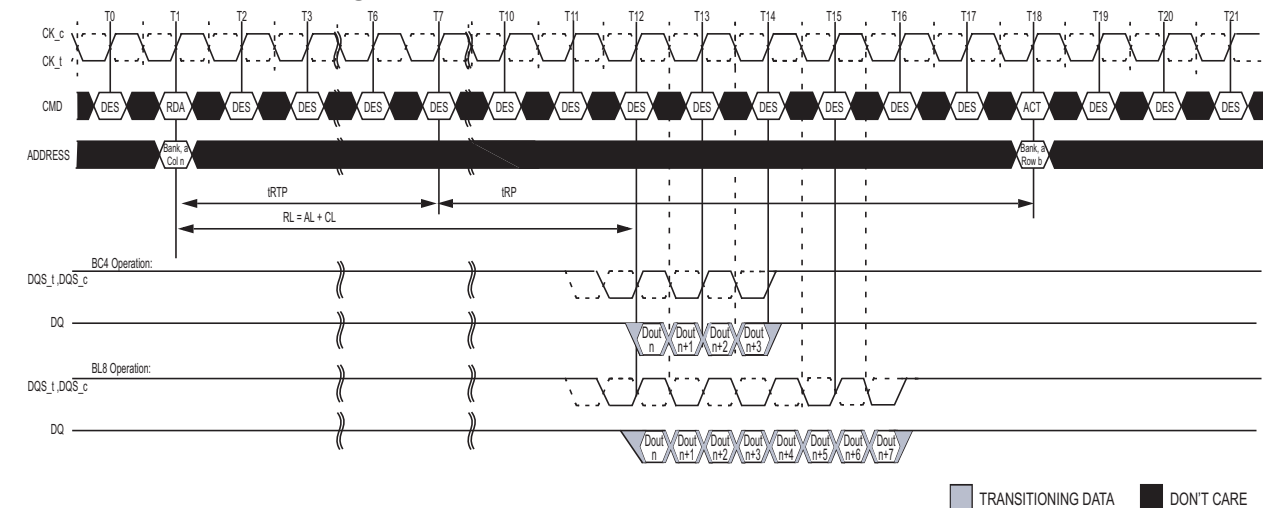 T0 T1 T2 T3 T6 T7 T10 T11 T12 T13 T14 T15 T16 T17 T18 T19 T20 T21
CK_c
CK_t
CMD DES RDA DES DES DES DES DES DES DES DES DES DES DES DES ACT DES DES DES
ADDRESS Bank, a Bank, a
Col n Row b
tRTP tRP
RL = AL + CL
BC4 Operation:
DQS_t ,DQS_c
DQ Dout Dout Dout Dout
n n+1 n+2 n+3
BL8 Operation:
DQS_t ,DQS_c
DQ Dout Dout Dout Dout Dout Dout Dout Dout
n n+1 n+2 n+3 n+4 n+5 n+6 n+7
TRANSITIONING DATA DON'T CARE